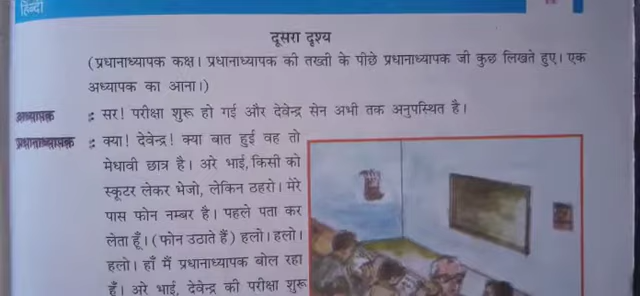 हिन्दी
दूसरा दृश्य
(प्रधानाध्यापक कक्ष। प्रधानाध्यापक की तख्ती के पीछे प्रधानाध्यापक जी कुछ लिखते हुए। एक
अध्यापक का आना।)
अध्यापक : सर! परीक्षा शुरू हो गई और देवेन्द्र सेन अभी तक अनुपस्थित है।
प्रधानाध्यापक : क्या! देवेन्द्र! क्या बात हुई वह तो
मेधावी छात्र है। अरे भाई, किसी को
स्कूटर लेकर भेजो, लेकिन ठहरो। मेरे
पास फोन नम्बर है। पहले पता कर
लेता हूँ। (फोन उठाते हैं) हलो। हलो।
हलो। हाँ मैं प्रधानाध्यापक बोल रहा
हूँ। अरे भाई, देवेन्द्र की परीक्षा शुरू